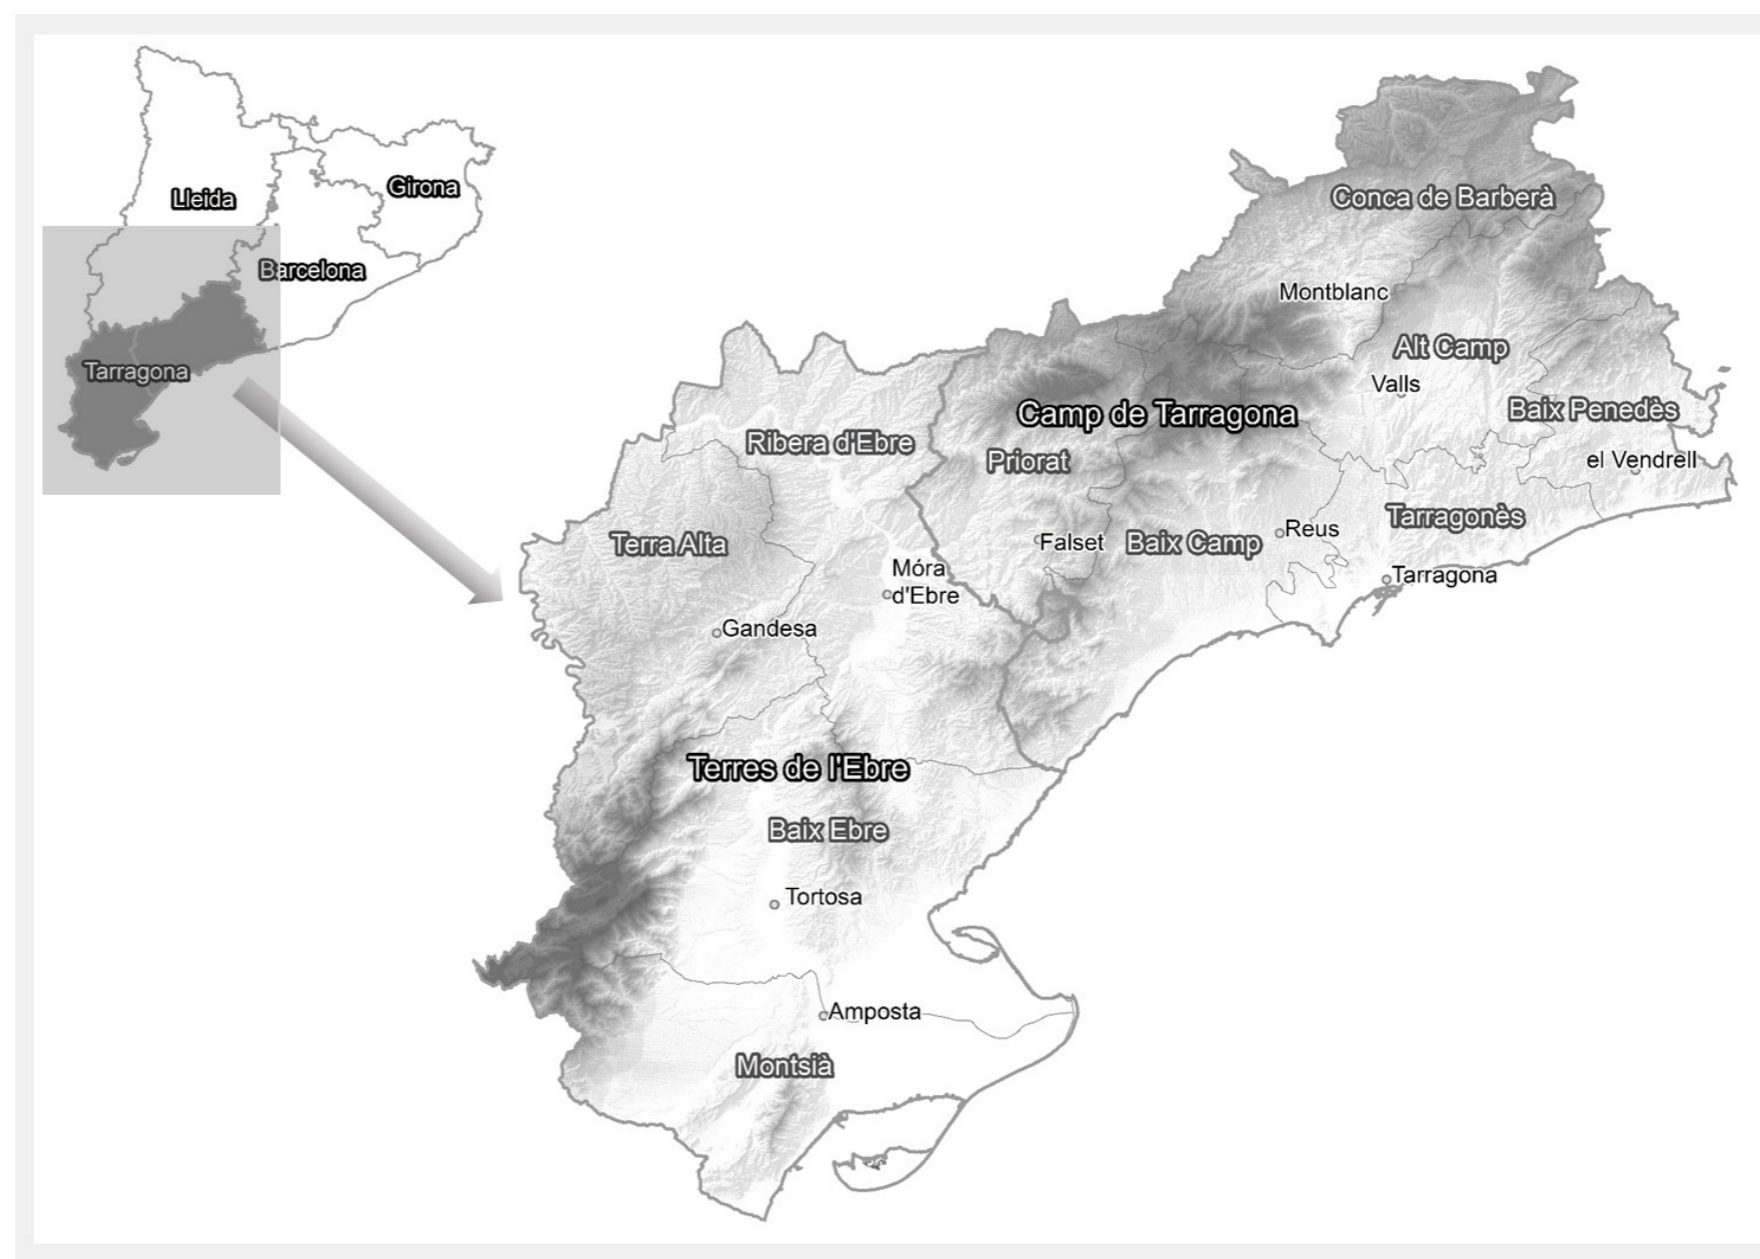 Lleida
Girona
Barcelona
Tarragona
Conca de Barberà
Montblanc
Alt Camp
Valls
Baix Penedès
el Vendrell
Camp de Tarragona
Ribera d'Ebre
Priorat
Tarragonès
Terra Alta
Falset
Baix Camp
Reus
Móra
d'Ebre
Tarragona
Gandesa
Terres de l'Ebre
Baix Ebre
Tortosa
Amposta
Montsià